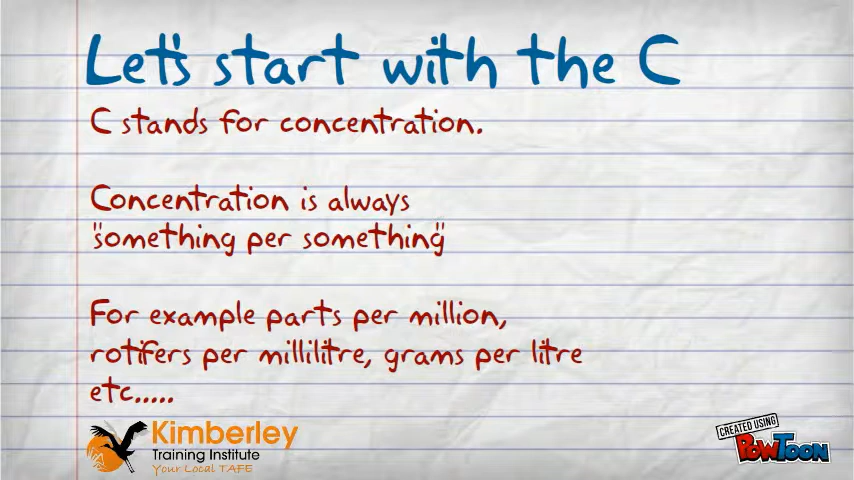 Let's start with the C
C stands for concentration.
Concentration is always
"something per something"
For example parts per million,
rotifers per millilitre, grams per litre
etc.....
Kimberley
Training Institute
Your Local TAFE
CREATED USING
POWTOON